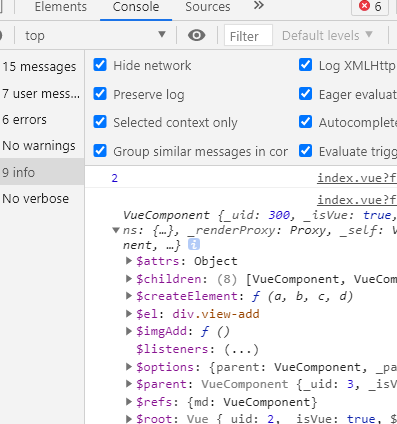 Elements Console Sources » 6
top Filter Default levels
15 messages
7 user mess...
6 errors
No warnings
9 info
No verbose
Hide network Log XMLHttp
Preserve log Eager evaluat
Selected context only Autocomplete
Group similar messages in cor Evaluate trigg
2 index.vue?f
index.vue?f
VueComponent {_uid: 300, _isVue: true,
ns: {…}, _renderProxy: Proxy, _self: V
nent, …} i
$attrs: Object
$children: (8) [VueComponent, VueCom
$createElement: ƒ (a, b, c, d)
$el: div.view-add
$imgAdd: ƒ ()
$listeners: (...)
$options: {parent: VueComponent, _pa
$parent: VueComponent {_uid: 3, _isV
$refs: {md: VueComponent}
$root: Vue {_uid: 2, _isVue: true, $